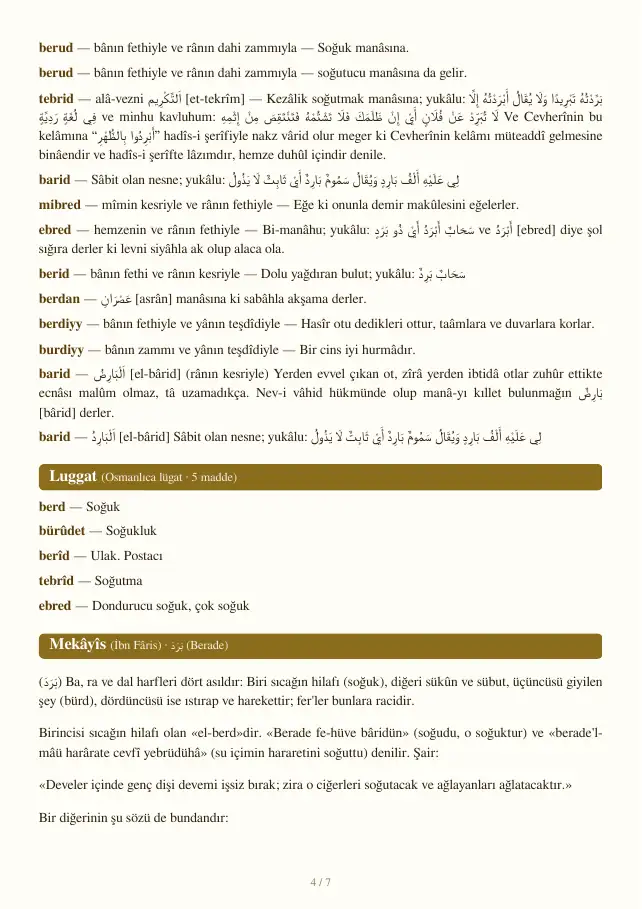 berud — bânın fethiyle ve rânın dahi zammıyla — Soğuk manâsına.
berud — bânın fethiyle ve rânın dahi zammıyla — soğutucu manâsına da gelir.
tebrid — alâ-vezni اَلتَّكْرِيم [et-tekrîm] — Kezâlik soğutmak manâsına; yukâlu: بَرَّدْتُهُ تَبْرِيدًا وَلَا يُقَالُ أَبْرَدْتُهُ إِلَّا
فِي لُغَةٍ رَدِيَّةٍ ve minhu kavluhum: لَا تُبَرِّدْ عَنْ فُلَانٍ أَيْ إِنْ ظَلَمَكَ فَلَا تَشْتُمْهُ فَتَنْتَقِصَ مِنْ إِثْمِهِ Ve Cevherînin bu
kelâmına “أَبْرِدُوا بِالظُّهْرِ” hadîs-i şerîfiyle nakz vârid olur meger ki Cevherînin kelâmı müteaddî gelmesine
binâendir ve hadîs-i şerîfte lâzımdır, hemze duhûl içindir denile.
barid — Sâbit olan nesne; yukâlu: لِي عَلَيْهِ أَلْفٌ بَارِدٍ وَيُقَالُ سَمُومٌ بَارِدٌ أَيْ ثَابِتٌ لَا يَذُولُ
mibred — mîmin kesriyle ve rânın fethiyle — Eğe ki onunla demir makûlesini eğelerler.
ebred — hemzenin ve rânın fethiyle — Bi-manâhu; yukâlu: سَحَابٌ أَبْرَدُ أَيْ ذُو بَرَدٍ ve أَبْرَدُ [ebred] diye şol
sığıra derler ki levni siyâhla ak olup alaca ola.
berid — bânın fethi ve rânın kesriyle — Dolu yağdıran bulut; yukâlu: سَحَابٌ بَرِدٌ
berdan — عَصْرَانِ [asrân] manâsına ki sabâhla akşama derler.
berdiyy — bânın fethiyle ve yânın teşdîdiyle — Hasîr otu dedikleri ottur, taâmlara ve duvarlara korlar.
burdiyy — bânın zammı ve yânın teşdîdiyle — Bir cins iyi hurmâdır.
barid — اَلْبَارِضُ [el-bârid] (rânın kesriyle) Yerden evvel çıkan ot, zîrâ yerden ibtidâ otlar zuhûr ettikte
ecnâsı malûm olmaz, tâ uzamadıkça. Nev-i vâhid hükmünde olup manâ-yı kıllet bulunmağın بَارِضٌ
[bârid] derler.
barid — اَلْبَارِدُ [el-bârid] Sâbit olan nesne; yukâlu: لِي عَلَيْهِ أَلْفٌ بَارِدٍ وَيُقَالُ سَمُومٌ بَارِدٌ أَيْ ثَابِتٌ لَا يَذُولُ
Luggat (Osmanlıca lügat · 5 madde)
berd — Soğuk
bürûdet — Soğukluk
berîd — Ulak. Postacı
tebrîd — Soğutma
ebred — Dondurucu soğuk, çok soğuk
Mekâyîs (İbn Fâris) · بَرَدَ (Berade)
(بَرَدَ) Ba, ra ve dal harfleri dört asıldır: Biri sıcağın hilafı (soğuk), diğeri sükûn ve sübut, üçüncüsü giyilen
şey (bürd), dördüncüsü ise ıstırap ve harekettir; fer'ler bunlara racidir.
Birincisi sıcağın hilafı olan «el-berd»dir. «Berade fe-hüve bâridün» (soğudu, o soğuktur) ve «berade'l-
mâü harârate cevfî yebrüdühâ» (su içimin hararetini soğuttu) denilir. Şair:
«Develer içinde genç dişi devemi işsiz bırak; zira o ciğerleri soğutacak ve ağlayanları ağlatacaktır.»
Bir diğerinin şu sözü de bundandır:
4 / 7